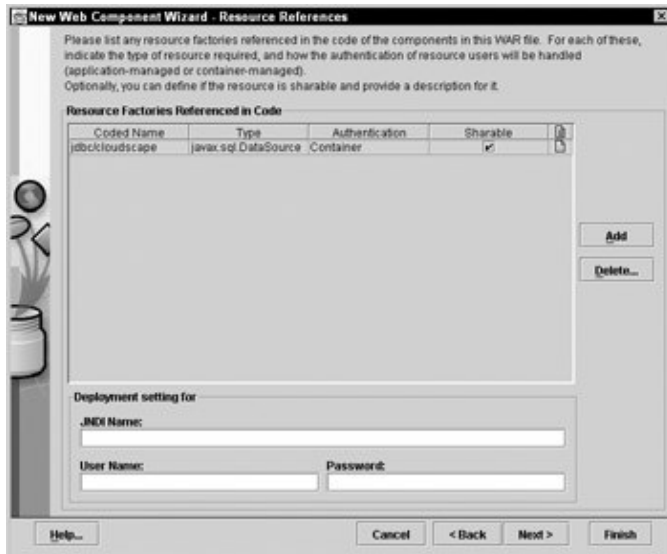 New Web Component Wizard - Resource References
Please list any resource factories referenced in the code of the components in this WAR file. For each of these,
indicate the type of resource required, and how the authentication of resource users will be handled
(application-managed or container-managed).
Optionally, you can define if the resource is sharable and provide a description for it.
Resource Factories Referenced in Code
Coded Name Type Authentication Sharable
jdbc/cloudscape javax.sql.DataSource Container
Add
Delete...
Deployment setting for
JNDI Name:
User Name: Password:
Help... Cancel < Back Next > Finish